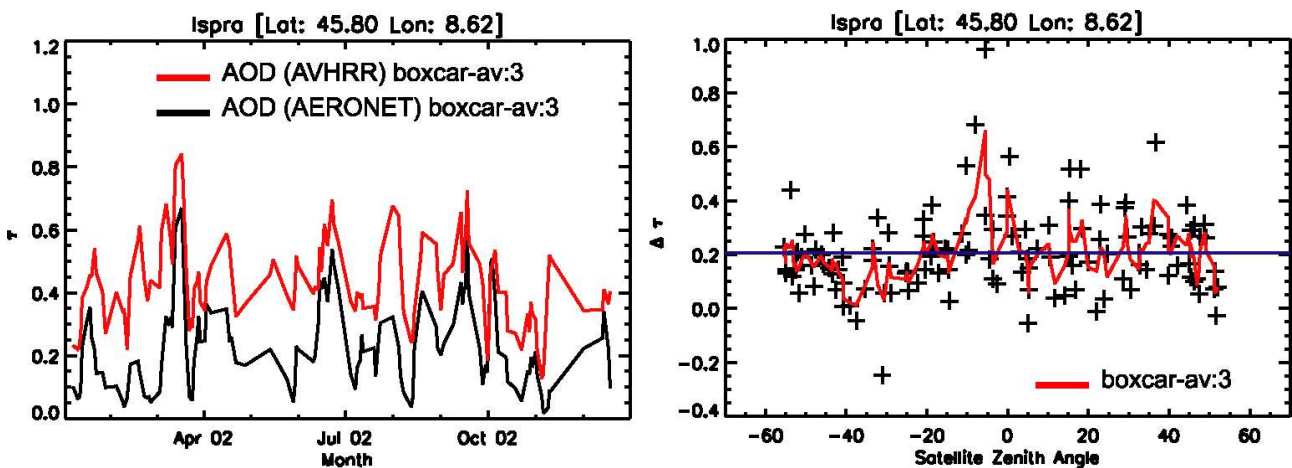 Ispra [Lat: 45.80 Lon: 8.62]
1.2
1.0
0.8
0.6
0.4
0.2
0.0
τ
AOD (AVHRR) boxcar-av:3
AOD (AERONET) boxcar-av:3
Apr 02 Jul 02 Oct 02
Month
Ispra [Lat: 45.80 Lon: 8.62]
1.0
0.8
0.6
0.4
0.2
0.0
-0.2
-0.4
Δ τ
boxcar-av:3
-60 -40 -20 0 20 40 60
Satellite Zenith Angle